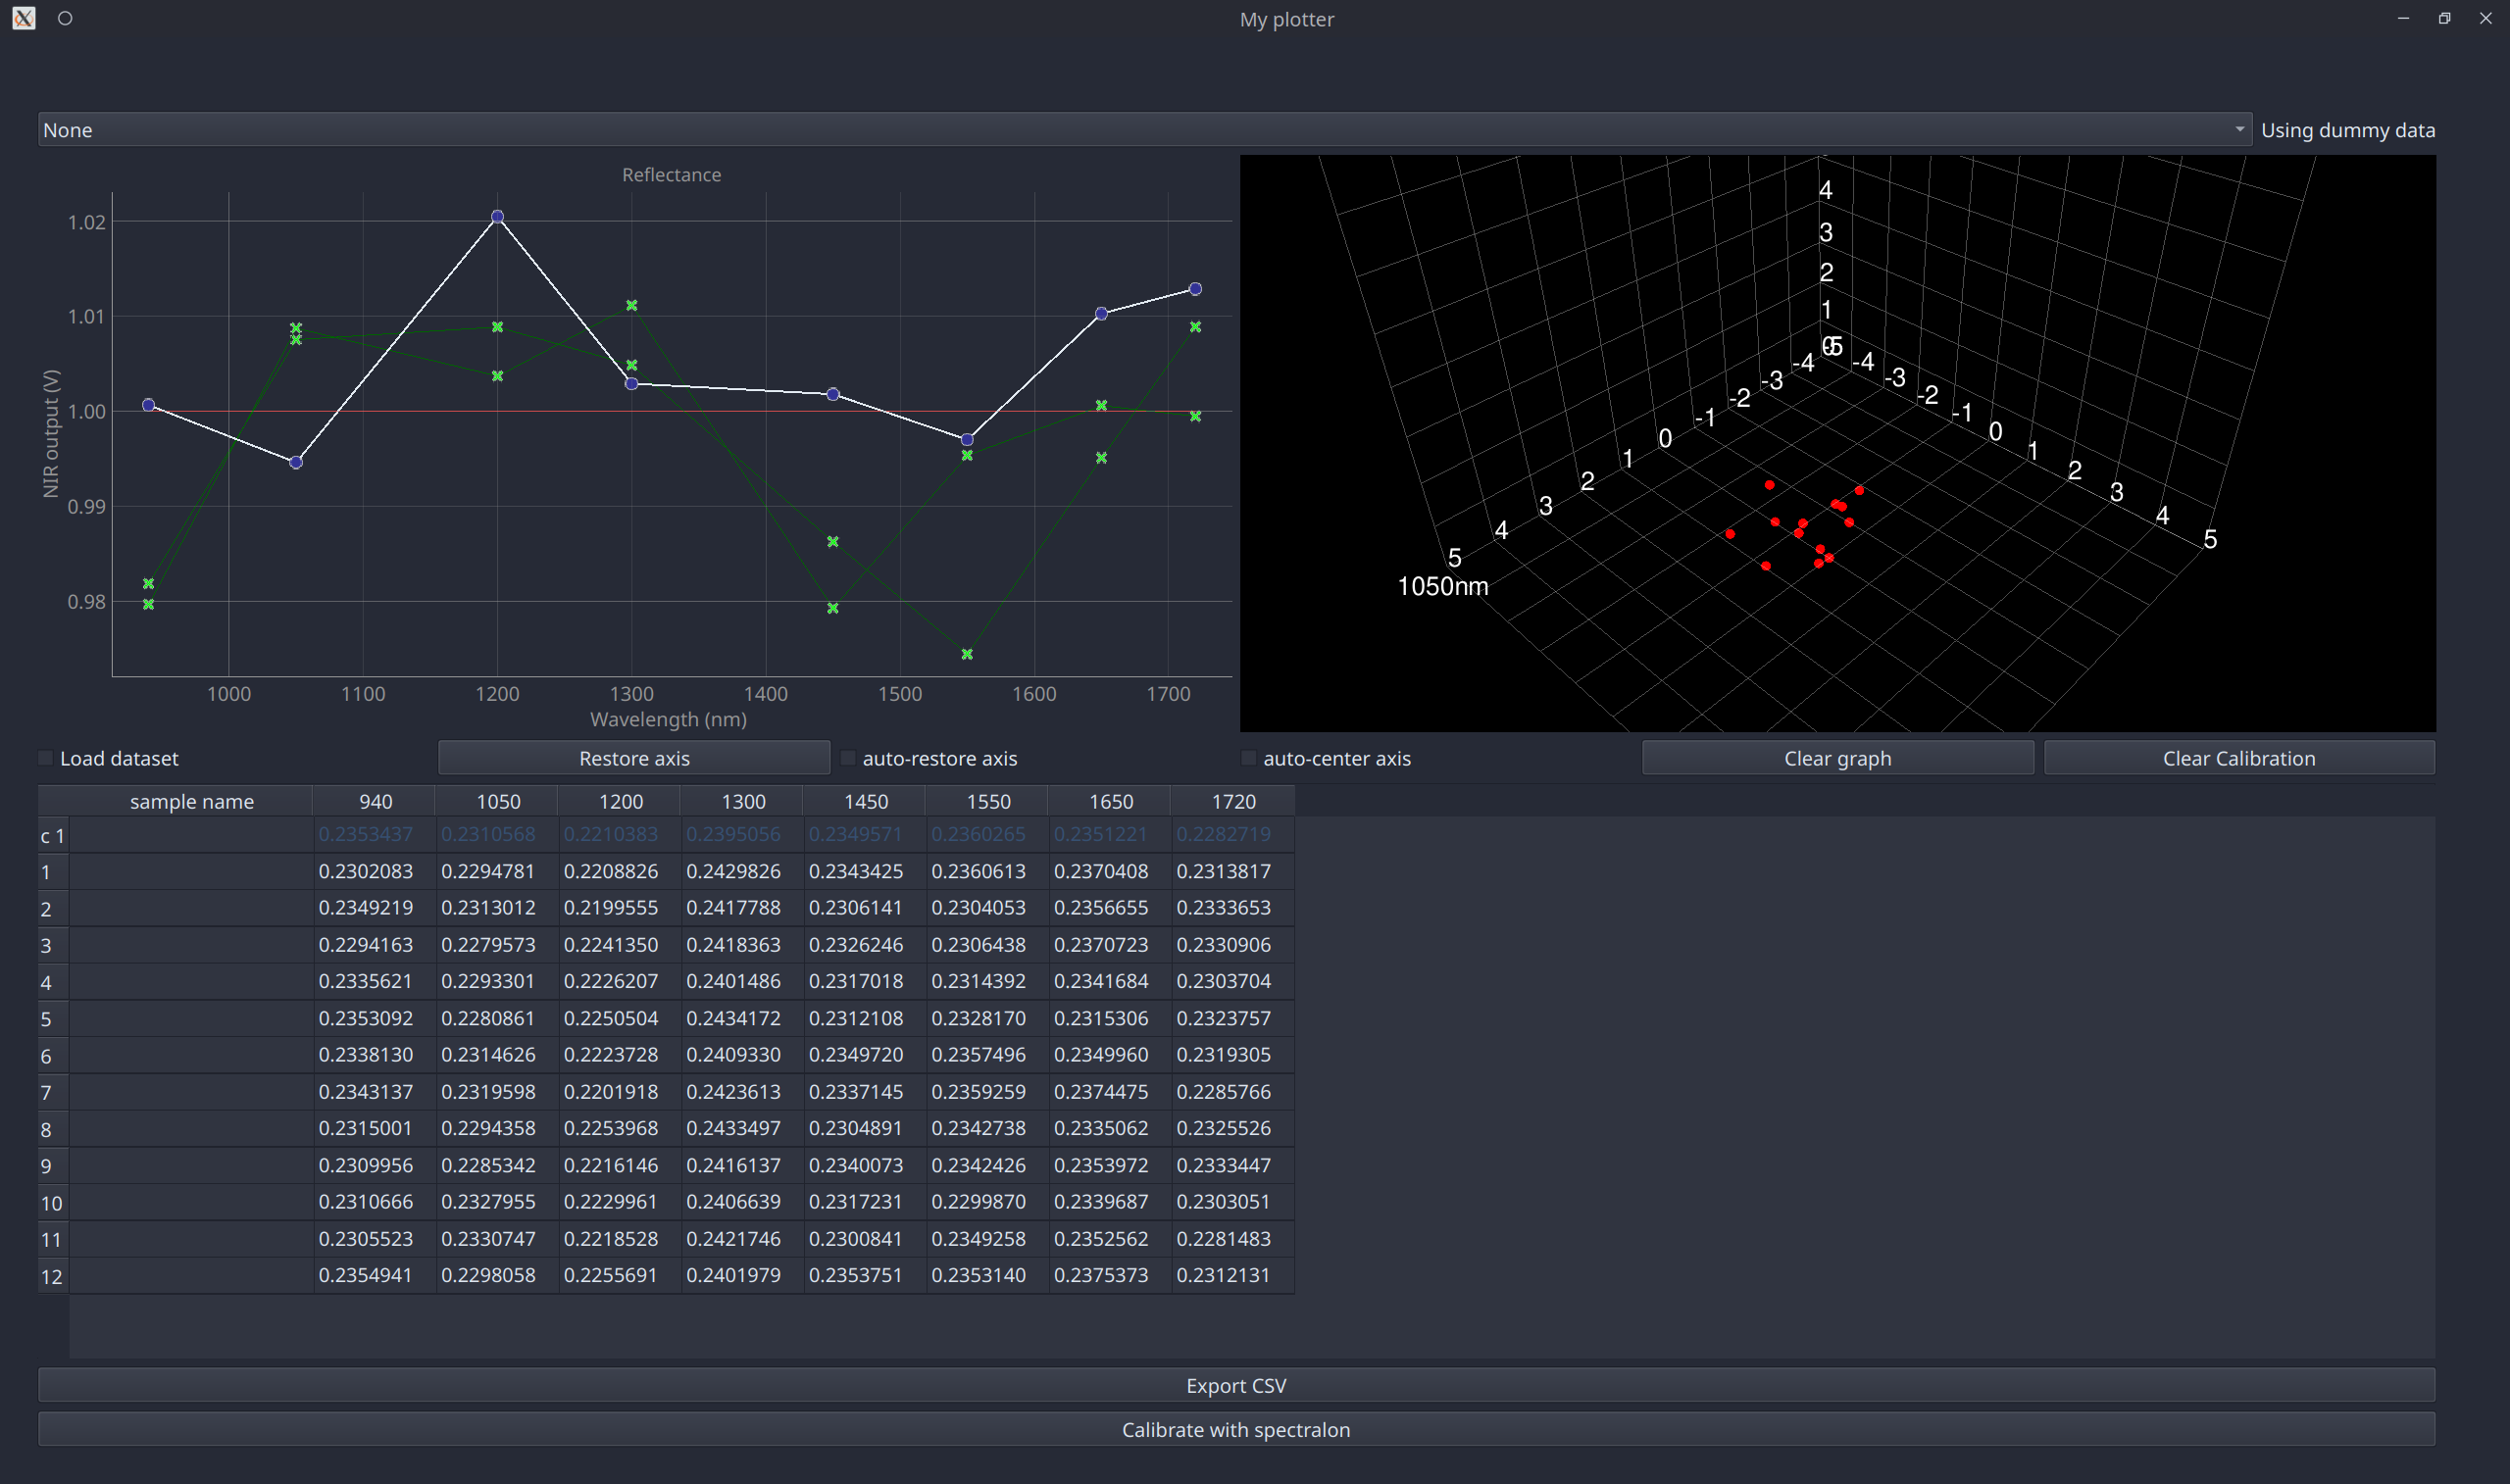 My plotter
None
Using dummy data
Reflectance
1.02
1.01
1.00
0.99
0.98
NIR output (V)
1000 1100 1200 1300 1400 1500 1600 1700
Wavelength (nm)
4
3
2
1
0
-5
-4 -3 -2 -1 0 1 2 3 4 5
-4 -3 -2 -1 0 1 2 3 4 5
1050nm
Load dataset Restore axis auto-restore axis auto-center axis Clear graph Clear Calibration
sample name 940 1050 1200 1300 1450 1550 1650 1720
c 1 0.2353437 0.2310568 0.2210383 0.2395056 0.2349571 0.2360265 0.2351221 0.2282719
1 0.2302083 0.2294781 0.2208826 0.2429826 0.2343425 0.2360613 0.2370408 0.2313817
2 0.2349219 0.2313012 0.2199555 0.2417788 0.2306141 0.2304053 0.2356655 0.2333653
3 0.2294163 0.2279573 0.2241350 0.2418363 0.2326246 0.2306438 0.2370723 0.2330906
4 0.2335621 0.2293301 0.2226207 0.2401486 0.2317018 0.2314392 0.2341684 0.2303704
5 0.2353092 0.2280861 0.2250504 0.2434172 0.2312108 0.2328170 0.2315306 0.2323757
6 0.2338130 0.2314626 0.2223728 0.2409330 0.2349720 0.2357496 0.2349960 0.2319305
7 0.2343137 0.2319598 0.2201918 0.2423613 0.2337145 0.2359259 0.2374475 0.2285766
8 0.2315001 0.2294358 0.2253968 0.2433497 0.2304891 0.2342738 0.2335062 0.2325526
9 0.2309956 0.2285342 0.2216146 0.2416137 0.2340073 0.2342426 0.2353972 0.2333447
10 0.2310666 0.2327955 0.2229961 0.2406639 0.2317231 0.2299870 0.2339687 0.2303051
11 0.2305523 0.2330747 0.2218528 0.2421746 0.2300841 0.2349258 0.2352562 0.2281483
12 0.2354941 0.2298058 0.2255691 0.2401979 0.2353751 0.2353140 0.2375373 0.2312131
Export CSV
Calibrate with spectralon